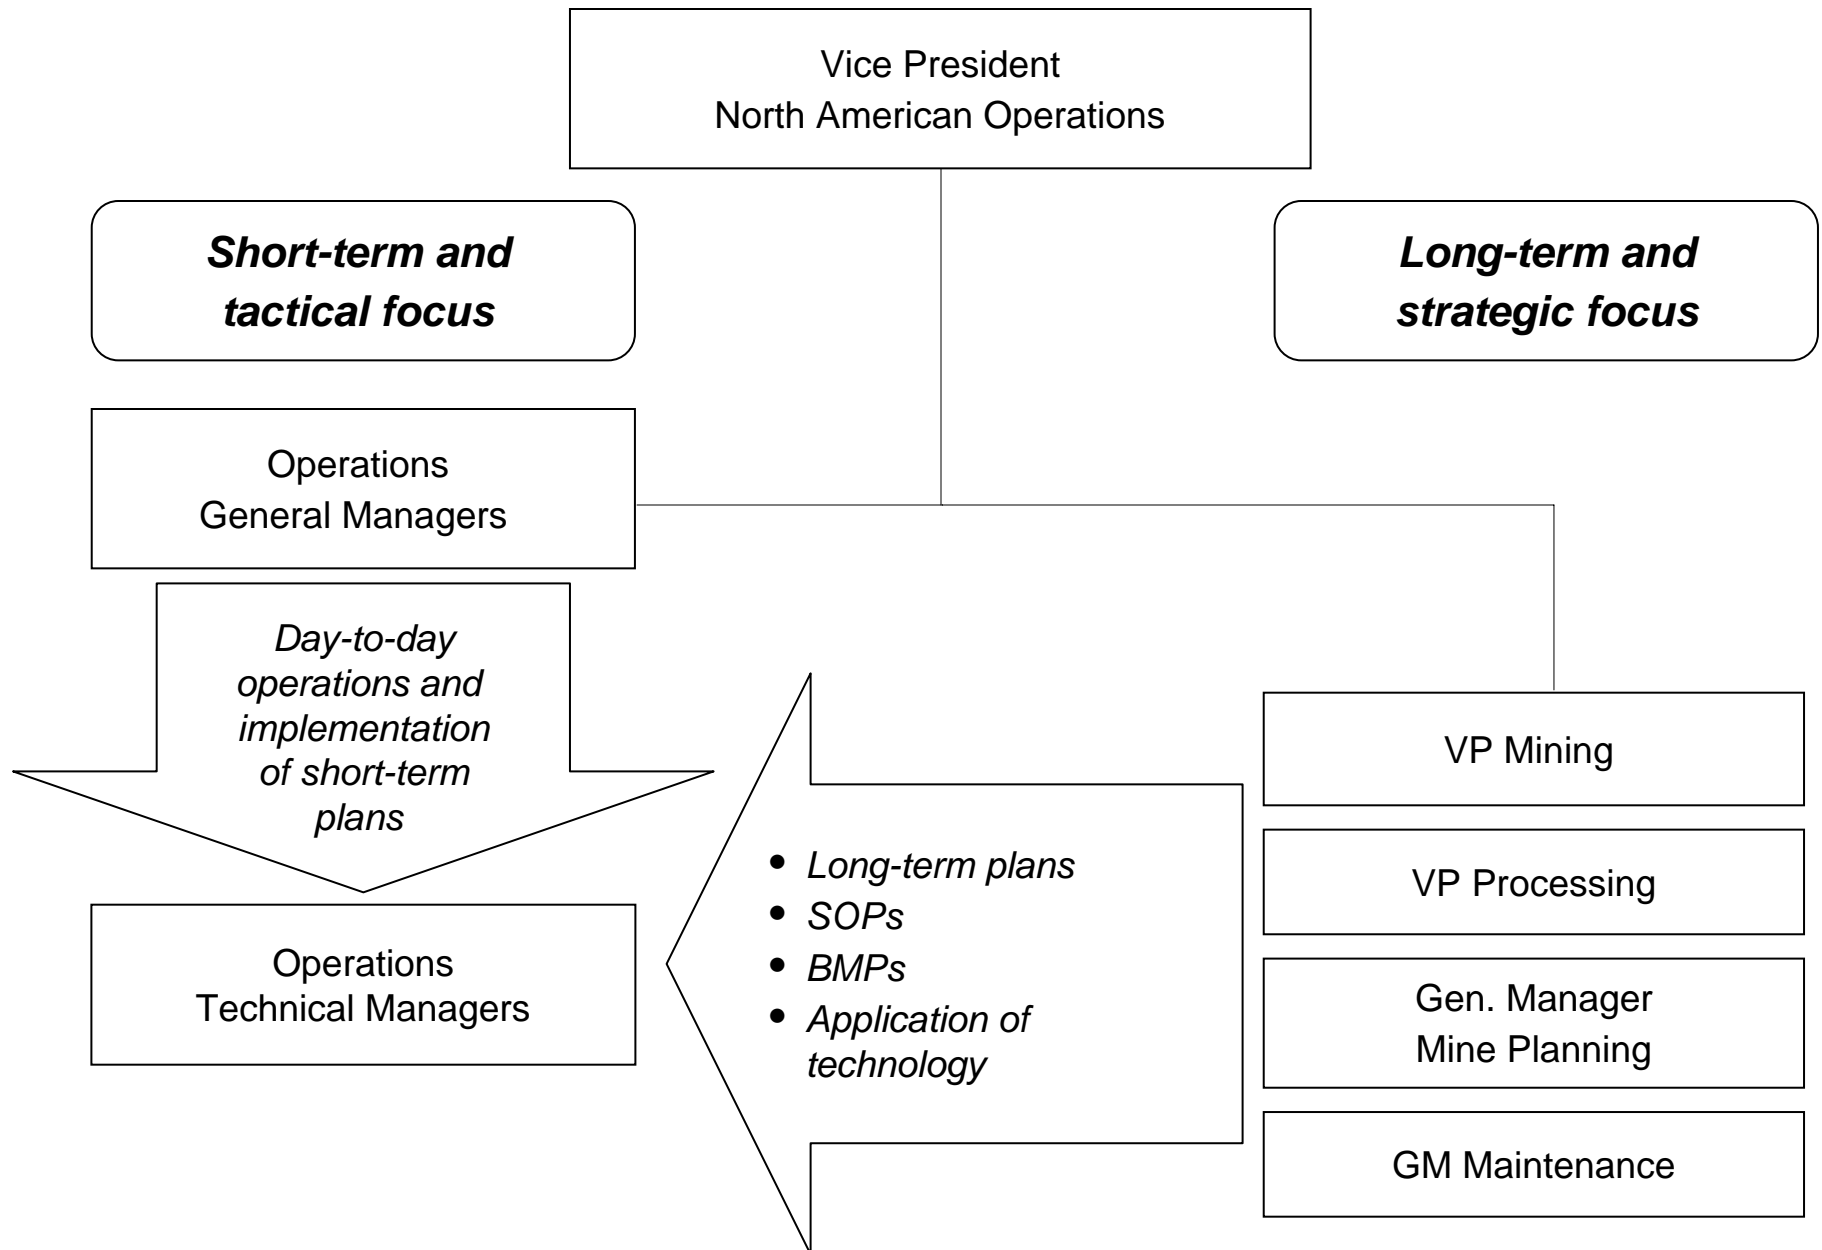 Vice President
North American Operations
Short-term and
tactical focus
Long-term and
strategic focus
Operations
General Managers
Day-to-day
operations and
implementation
of short-term
plans
Operations
Technical Managers
• Long-term plans
• SOPs
• BMPs
• Application of
technology
VP Mining
VP Processing
Gen. Manager
Mine Planning
GM Maintenance